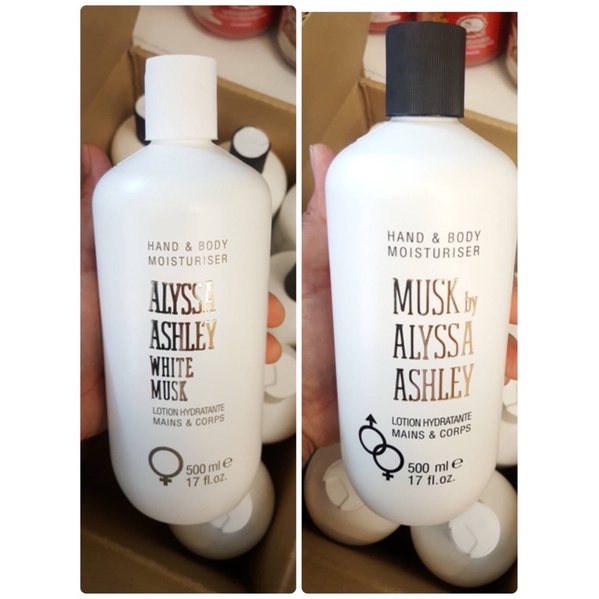 HAND & BODY
MOISTURISER
ALYSSA
ASHLEY
WHITE
MUSK
LOTION HYDRATANTE
MAINS & CORPS
500 ml e
17 fl.oz.
HAND & BODY
MOISTURISER
MUSK by
ALYSSA
ASHLEY
LOTION HYDRATANTE
MAINS & CORPS
500 ml e
17 fl.oz.